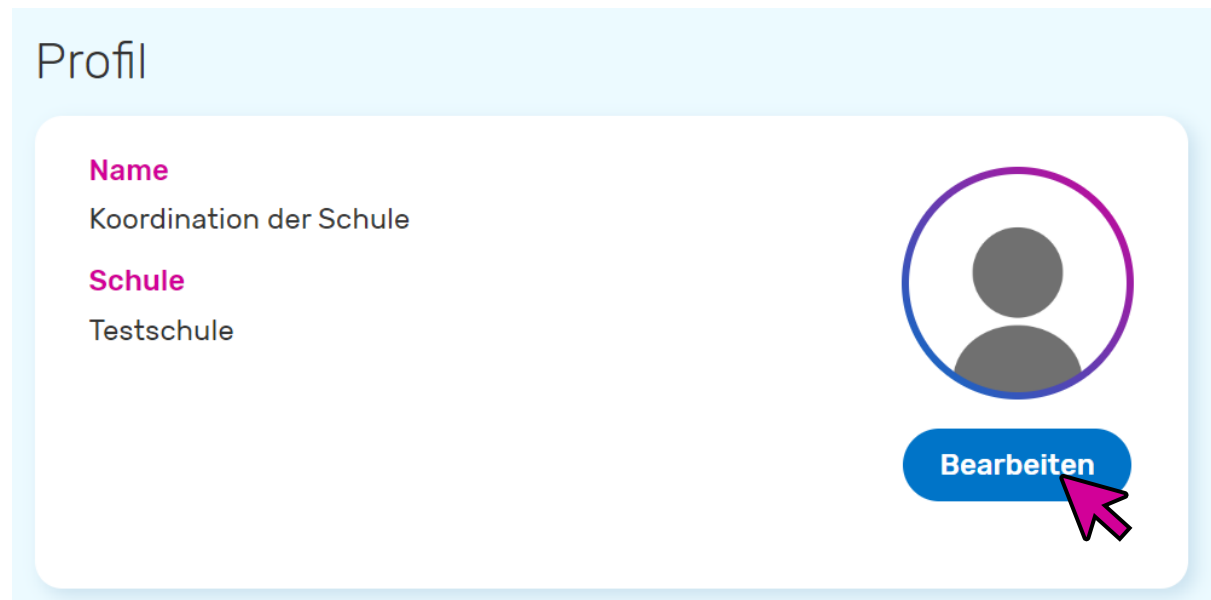 Profil
Name
Koordination der Schule
Schule
Testschule
Bearbeiten